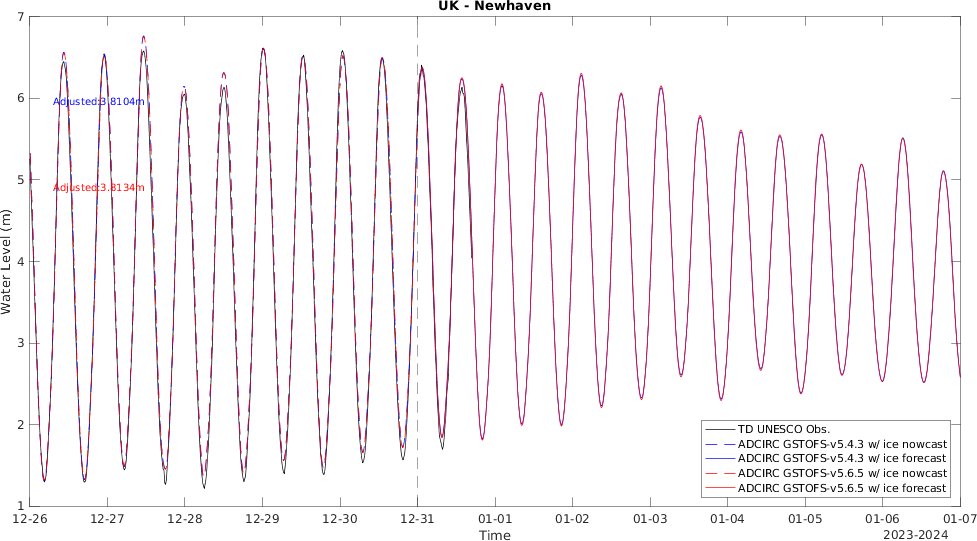 UK - Newhaven
7
6
5
4
3
2
1
Water Level (m)
Adjusted:3.8104m
Adjusted:3.8134m
TD UNESCO Obs.
ADCIRC GSTOFS-v5.4.3 w/ ice nowcast
ADCIRC GSTOFS-v5.4.3 w/ ice forecast
ADCIRC GSTOFS-v5.6.5 w/ ice nowcast
ADCIRC GSTOFS-v5.6.5 w/ ice forecast
12-26 12-27 12-28 12-29 12-30 12-31 01-01 01-02 01-03 01-04 01-05 01-06 01-07
Time
2023-2024